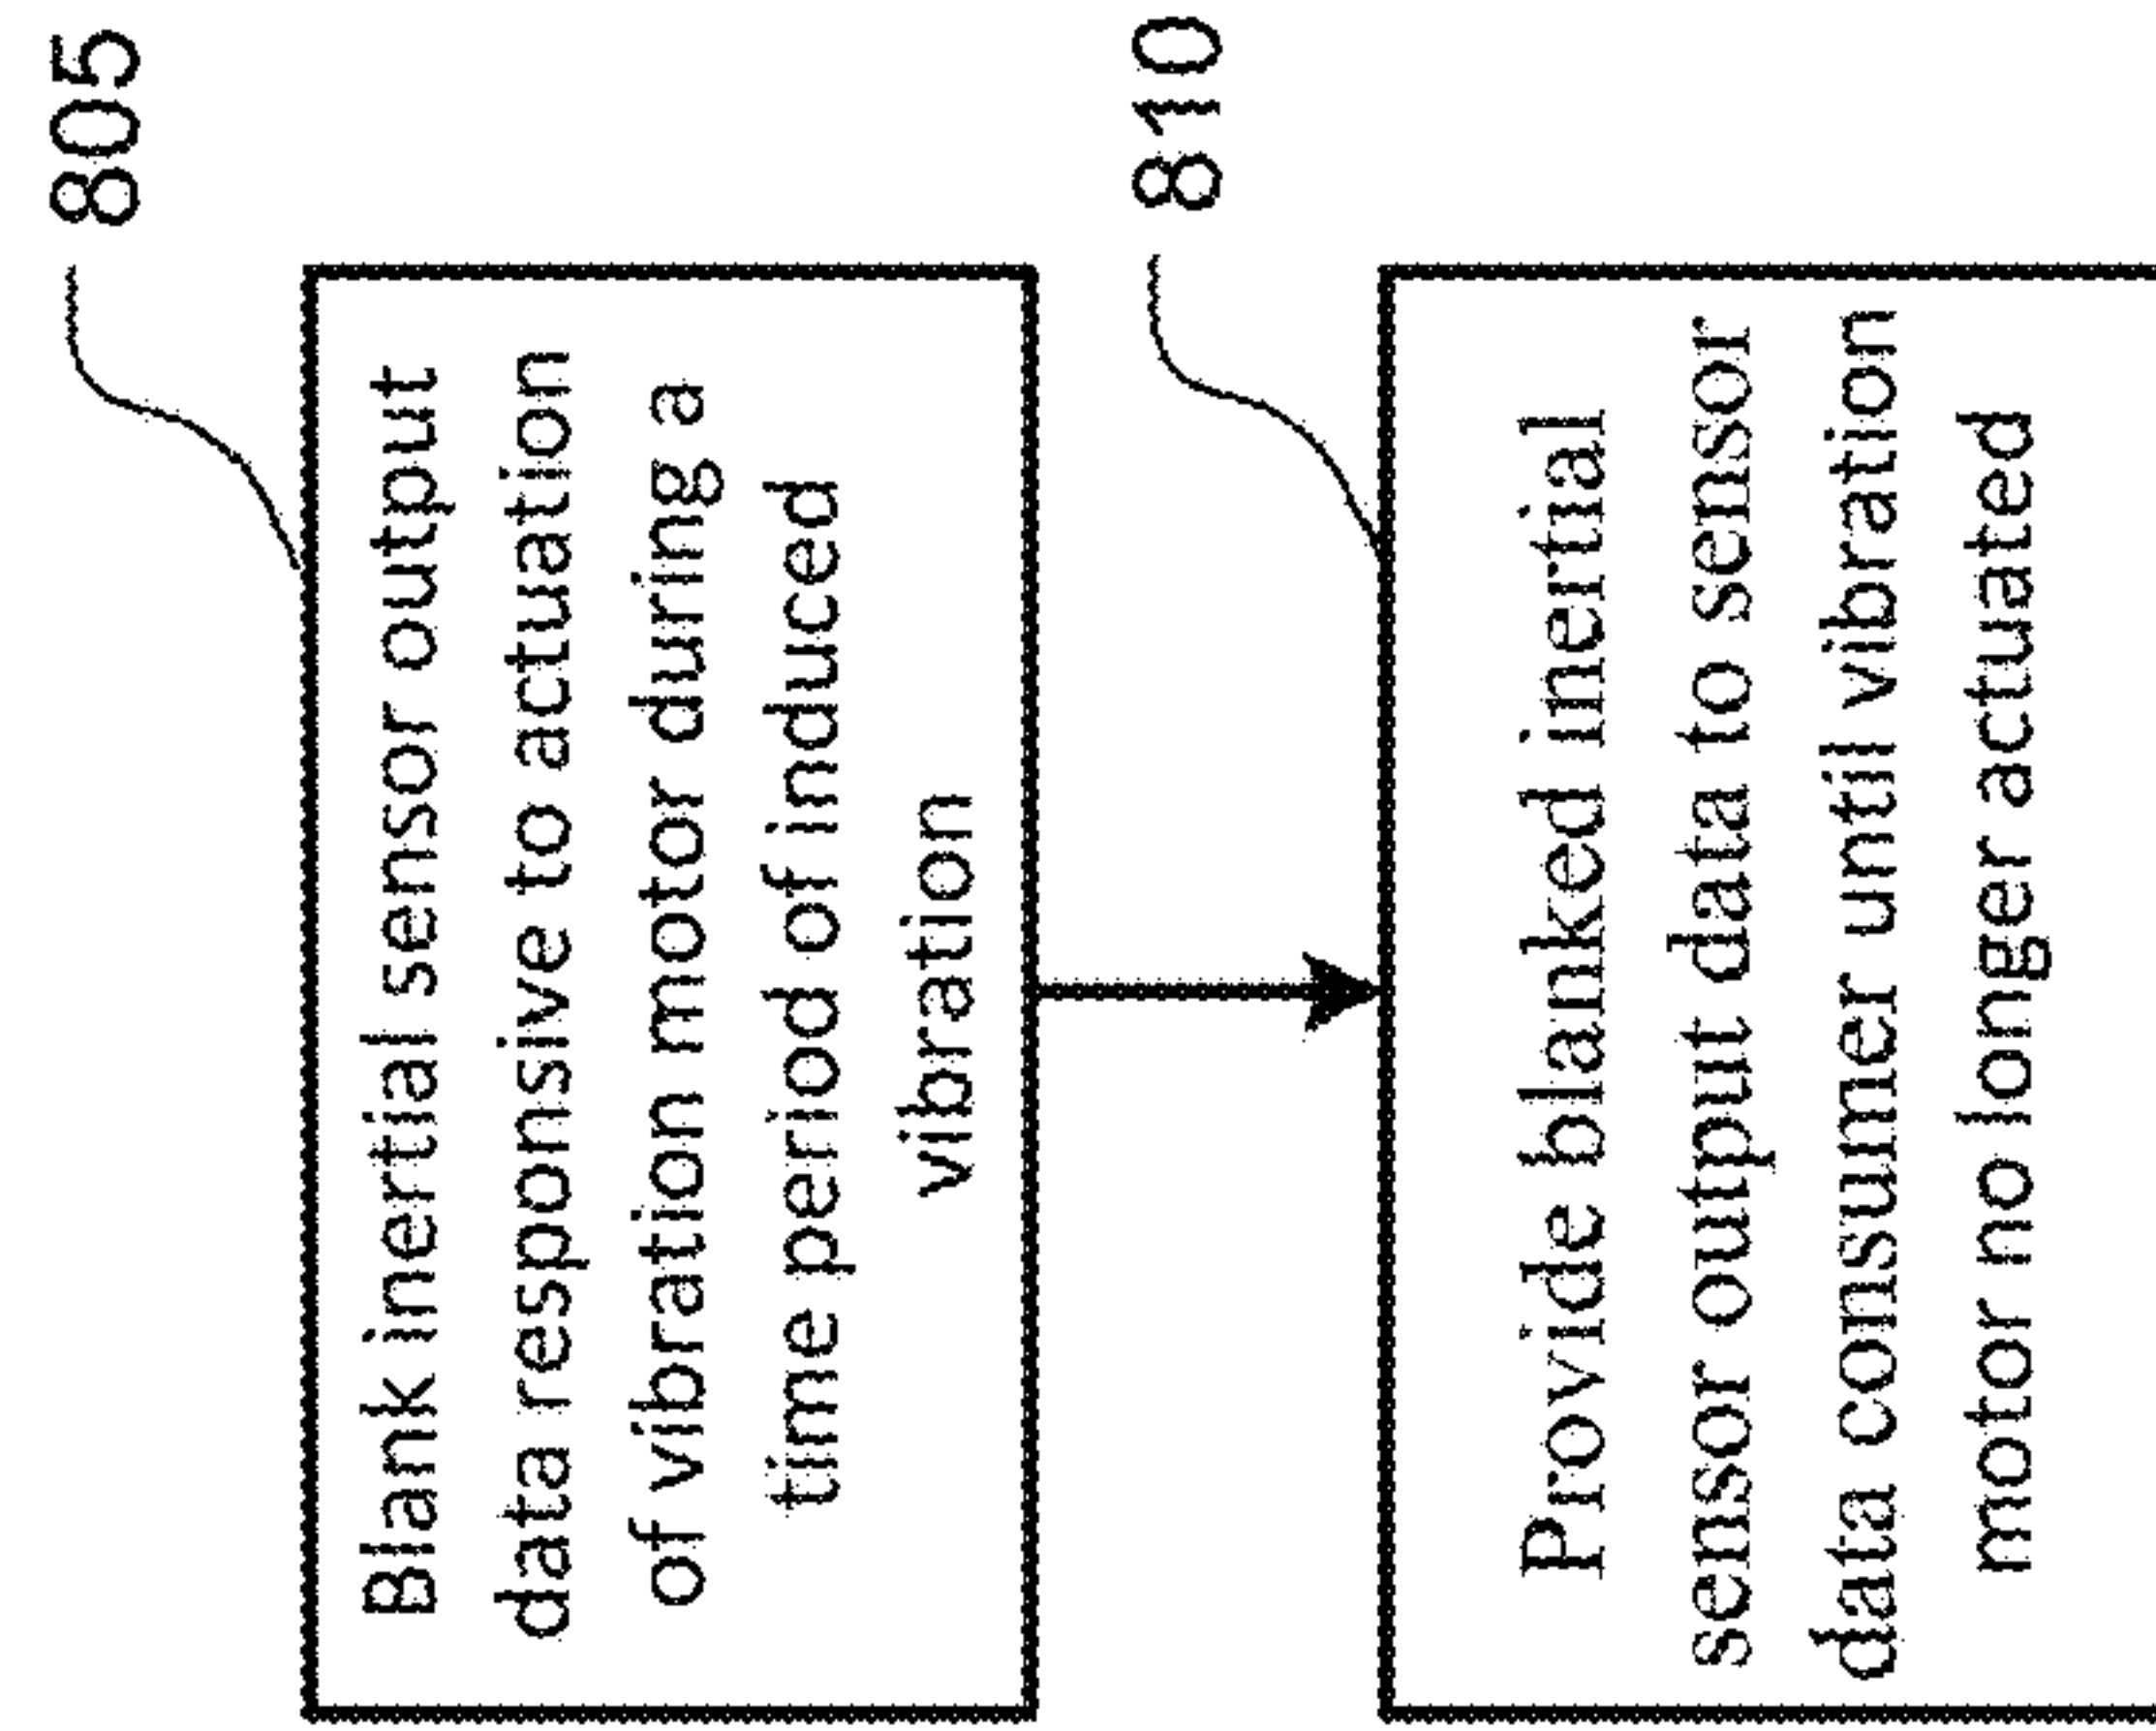 805
Blank inertial sensor output
data responsive to actuation
of vibration motor during a
time period of induced
vibration
810
Provide blanked inertial
sensor output data to sensor
data consumer until vibration
motor no longer actuated